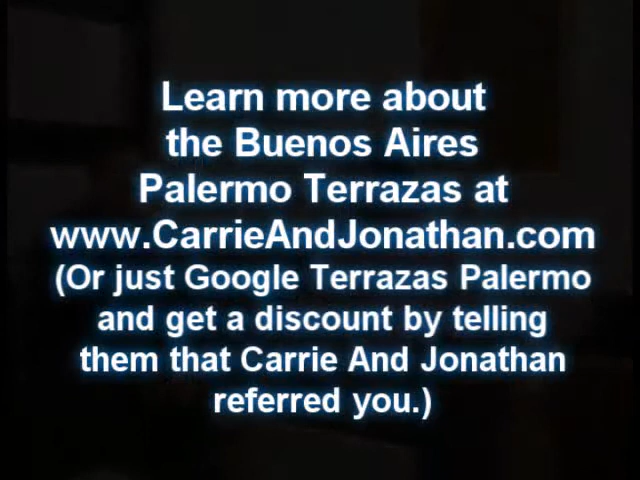 Learn more about
the Buenos Aires
Palermo Terrazas at
www.CarrieAndJonathan.com
(Or just Google Terrazas Palermo
and get a discount by telling
them that Carrie And Jonathan
referred you.)